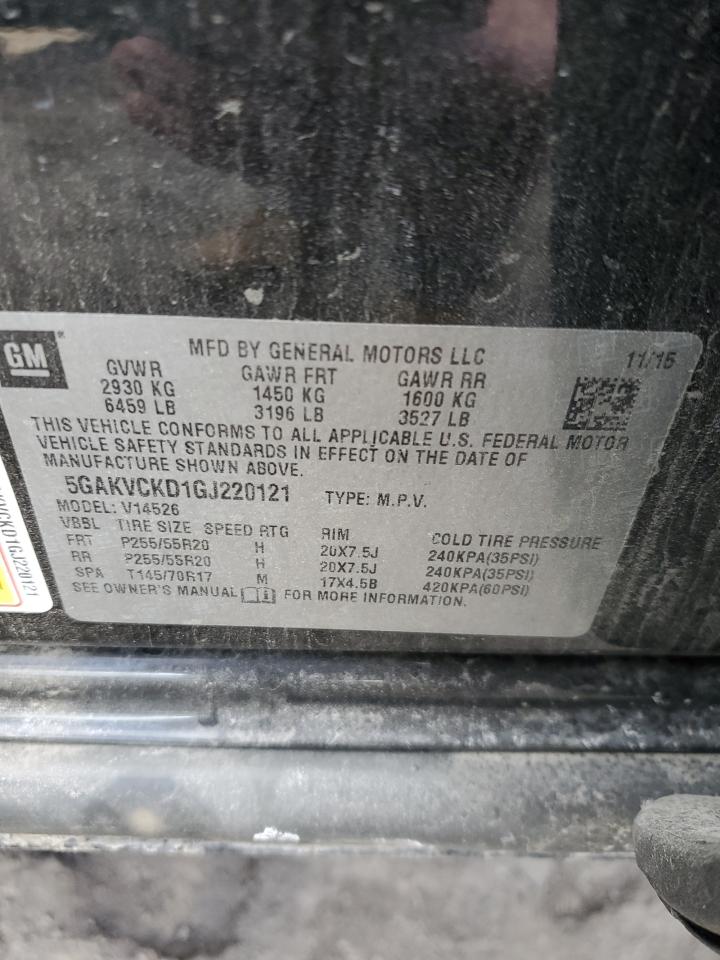 GM
MFD BY GENERAL MOTORS LLC 11/15
GVWR GAWR FRT GAWR RR
2930 KG 1450 KG 1600 KG
6459 LB 3196 LB 3527 LB
THIS VEHICLE CONFORMS TO ALL APPLICABLE U.S. FEDERAL MOTOR
VEHICLE SAFETY STANDARDS IN EFFECT ON THE DATE OF
MANUFACTURE SHOWN ABOVE.
5GAKVCKD1GJ220121 TYPE: M.P.V.
MODEL: V14526
VBBL TIRE SIZE SPEED RTG RIM COLD TIRE PRESSURE
FRT P255/55R20 H 20X7.5J 240KPA(35PSI)
RR P255/55R20 H 20X7.5J 240KPA(35PSI)
SPA T145/70R17 M 17X4.5B 420KPA(60PSI)
SEE OWNER'S MANUAL FOR MORE INFORMATION.
KVCKD1GJ220121